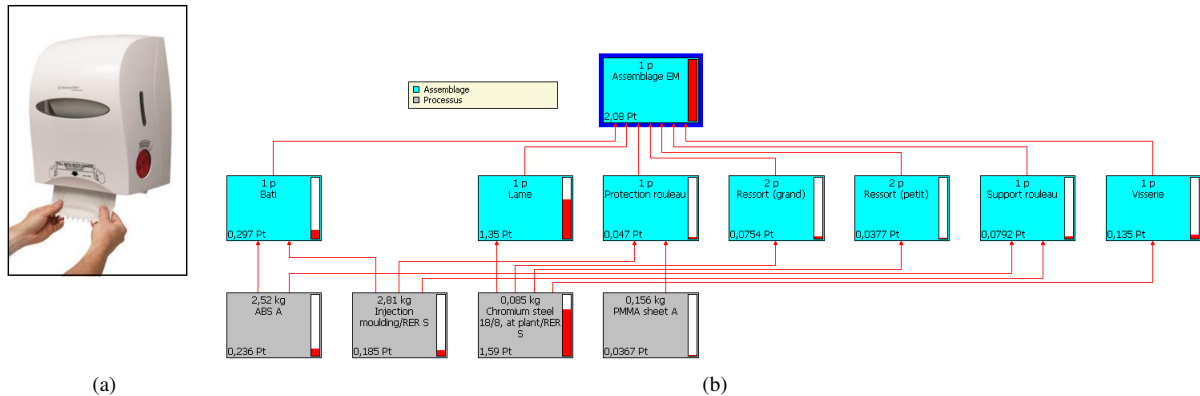 1 p
Assemblage EM
2,08 Pt
Assemblage
Processus
1 p
Bati
0,297 Pt
1 p
Lame
1,35 Pt
1 p
Protection rouleau
0,047 Pt
2 p
Ressort (grand)
0,0754 Pt
2 p
Ressort (petit)
0,0377 Pt
1 p
Support rouleau
0,0792 Pt
1 p
Visserie
0,135 Pt
2,52 kg
ABS A
0,236 Pt
2,81 kg
Injection
moulding/RER S
0,185 Pt
0,085 kg
Chromium steel
18/8, at plant/RER
S
1,59 Pt
0,156 kg
PMMA sheet A
0,0367 Pt
(a)
(b)